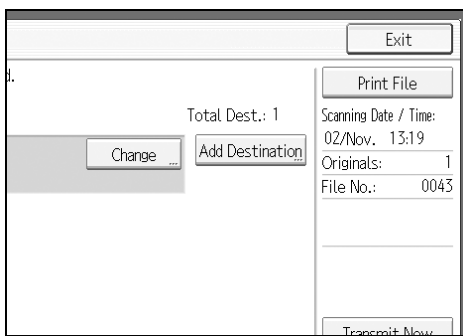 Exit
d.
Print File
Total Dest.: 1
Scanning Date / Time:
02/Nov. 13:19
Change ...
Add Destination...
Originals: 1
File No.: 0043
Transmit Now